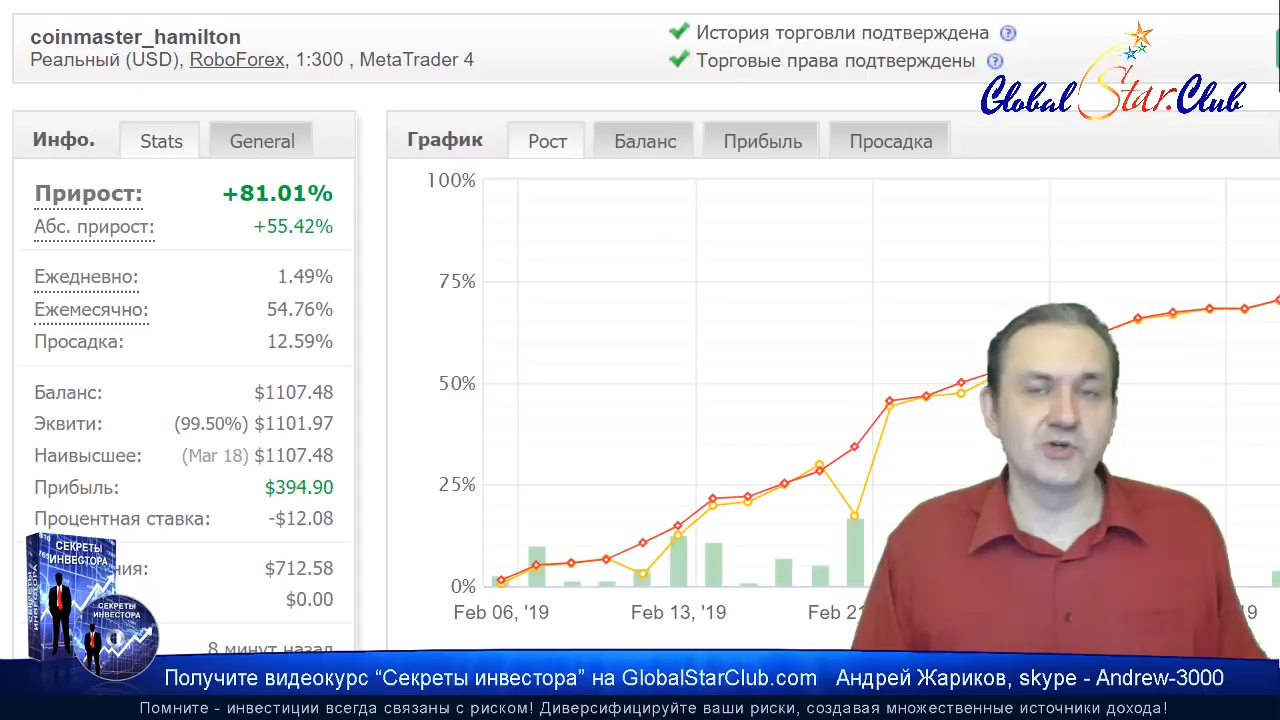 coinmaster_hamilton
Реальный (USD), RoboForex, 1:300 , MetaTrader 4
История торговли подтверждена ?
Торговые права подтверждены ?
Global Star.Club
Инфо. Stats General
Прирост: +81.01%
Абс. прирост: +55.42%
Ежедневно: 1.49%
Ежемесячно: 54.76%
Просадка: 12.59%
Баланс: $1107.48
Эквити: (99.50%) $1101.97
Наивысшее: (Mar 18) $1107.48
Прибыль: $394.90
Процентная ставка: -$12.08
$712.58
$0.00
8 минут назад
График Рост Баланс Прибыль Просадка
100%
75%
50%
25%
0%
Feb 06, '19 Feb 13, '19 Feb 21
СЕКРЕТЫ
ИНВЕСТОРА
СЕКРЕТЫ
ИНВЕСТОРА
Получите видеокурс “Секреты инвестора” на GlobalStarClub.com Андрей Жариков, skype - Andrew-3000
Помните - инвестиции всегда связаны с риском! Диверсифицируйте ваши риски, создавая множественные источники дохода!